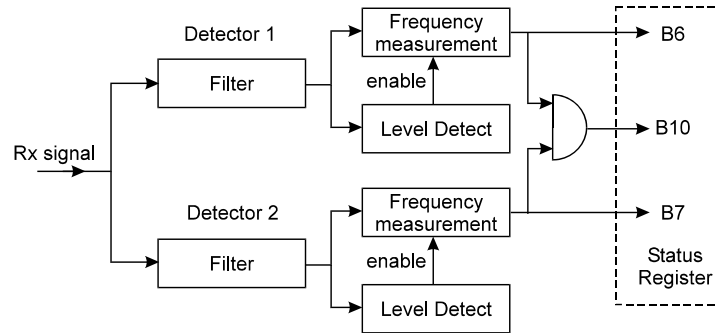 Detector 1
Filter
Frequency
measurement
enable
Level Detect
B6
B10
Rx signal
Detector 2
Filter
Frequency
measurement
enable
Level Detect
B7
Status
Register